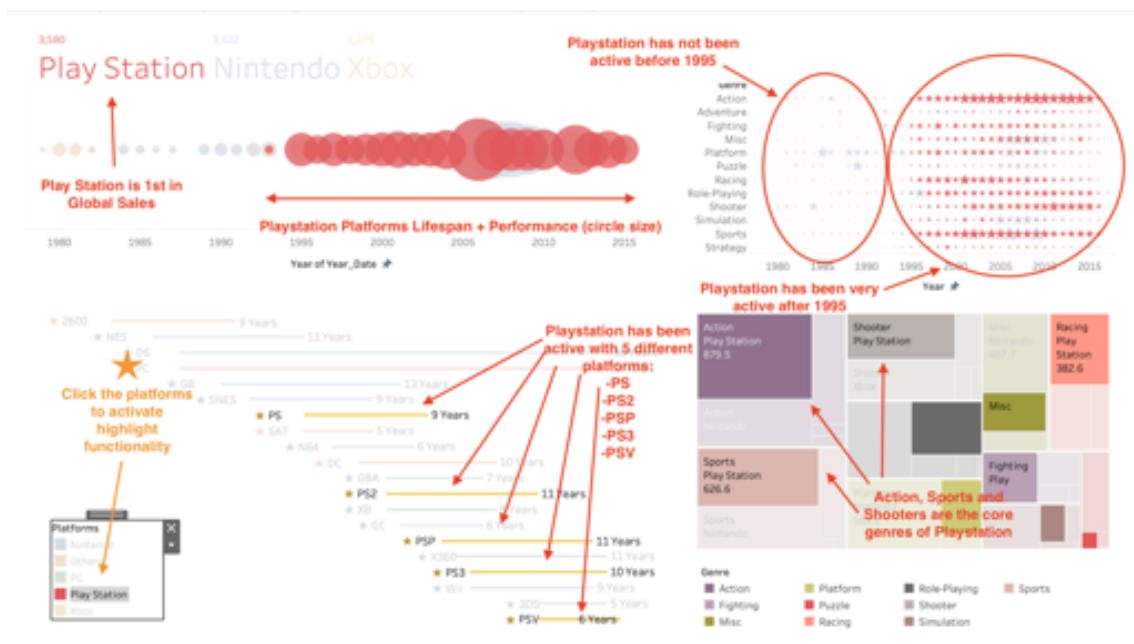 3,580
Play Station Nintendo Xbox
Play Station is 1st in
Global Sales
Playstation Platforms Lifespan + Performance (circle size)
1980 1985 1990 1995 2000 2005 2010 2015
Year of Year_Date
Playstation has not been
active before 1995
Genre
Action
Adventure
Fighting
Misc
Platform
Puzzle
Racing
Role-Playing
Shooter
Simulation
Sports
Strategy
1980 1985 1990 1995 2000 2005 2010 2015
Year
Playstation has been very
active after 1995
2600 9 Years
NES 11 Years
DS
PC
GB 13 Years
SNES 9 Years
PS 9 Years
SAT 5 Years
N64 6 Years
DC 10 Years
GBA 7 Years
PS2 11 Years
XB
GC 6 Years
PSP 11 Years
X360 11 Years
PS3 10 Years
Wii 9 Years
3DS 5 Years
PSV 6 Years
Playstation has been
active with 5 different
platforms:
-PS
-PS2
-PSP
-PS3
-PSV
Click the platforms
to activate
highlight
functionality
Platforms
Nintendo
Others
PC
Play Station
Xbox
Action
Play Station
879.5
Action
Nintendo
Sports
Play Station
626.6
Sports
Nintendo
Shooter
Play Station
Shooter
Xbox
Misc
Nintendo
Misc
Racing
Play
Station
382.6
Fighting
Play
Action, Sports and
Shooters are the core
genres of Playstation
Genre
Action Platform Role-Playing Sports
Fighting Puzzle Shooter
Misc Racing Simulation